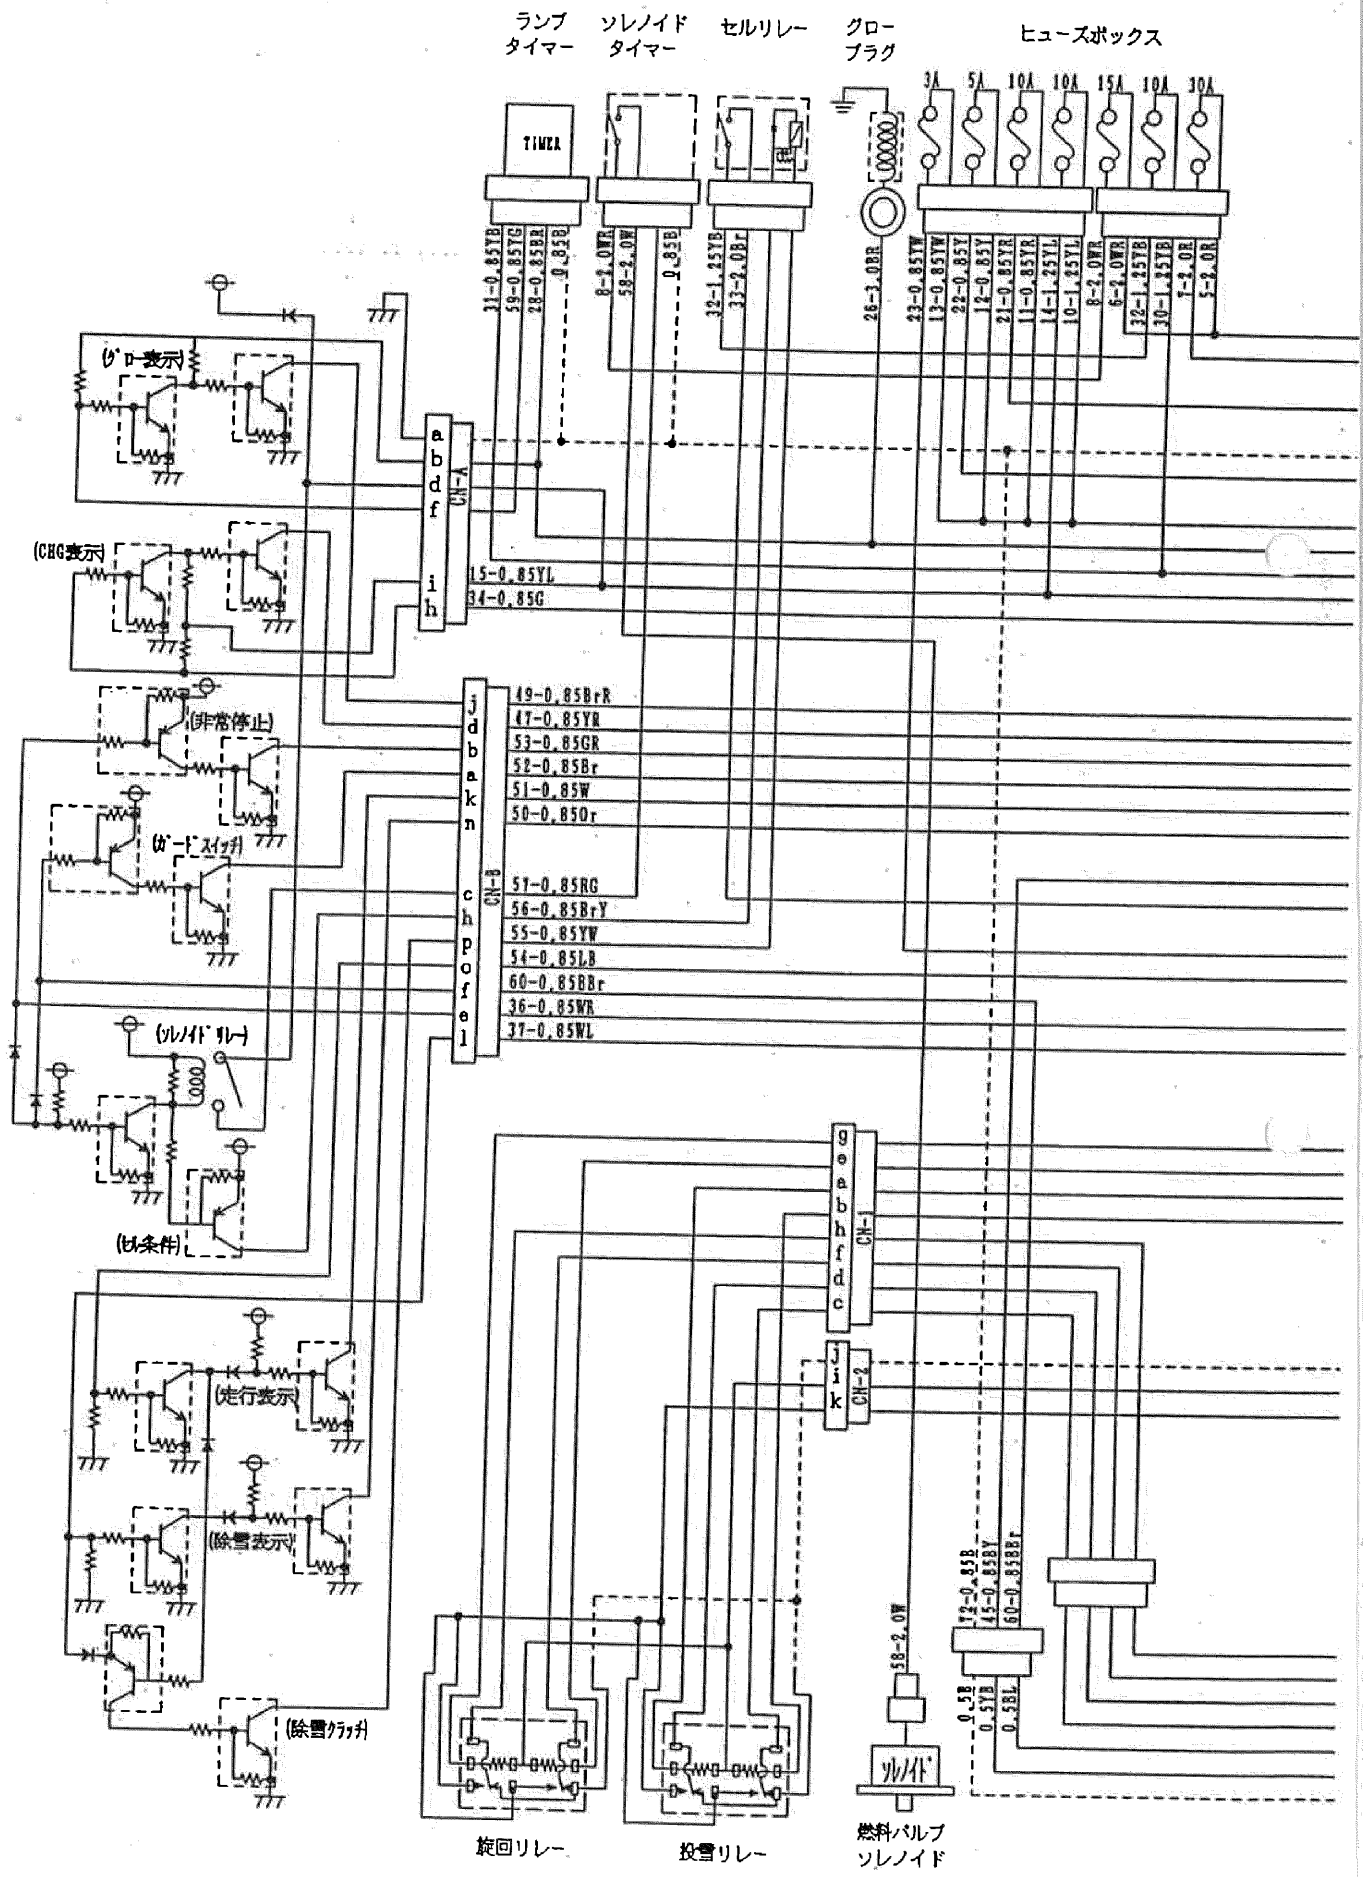 ランプ
タイマー
ソレノイド
タイマー
セルリレー
グロー
プラグ
ヒューズボックス
3A
5A
10A
10A
15A
10A
30A
TIMER
31-0.85YB
59-0.85YG
28-0.85BR
0.85B
8-2.0WR
58-2.0W
0.85B
32-1.25YB
33-2.0Br
26-3.0BR
23-0.85YW
13-0.85YW
22-0.85Y
12-0.85Y
21-0.85YR
11-0.85YR
14-1.25YL
10-1.25YL
8-2.0WR
6-2.0WR
32-1.25YB
30-1.25YB
7-2.0R
5-2.0R
(グロー表示)
a
b
d
f
i
h
CN-A
(CHG表示)
15-0.85YL
34-0.85G
(非常停止)
(ガードスイッチ)
j
d
b
a
k
n
c
h
p
o
f
e
l
CN-B
49-0.85BrR
47-0.85YR
53-0.85GR
52-0.85Br
51-0.85W
50-0.85Or
57-0.85RG
56-0.85BrY
55-0.85YW
54-0.85LB
60-0.85BBr
36-0.85WR
37-0.85WL
(ソレノイドリレー)
(セル条件)
g
e
a
b
h
f
d
c
CN-1
j
i
k
CN-2
(走行表示)
(除雪表示)
(除雪クラッチ)
72-0.85B
45-0.85BY
60-0.85BBr
58-2.0W
0.5B
0.5YB
0.5BL
ソレノイド
旋回リレー
投雪リレー
燃料バルブ
ソレノイド